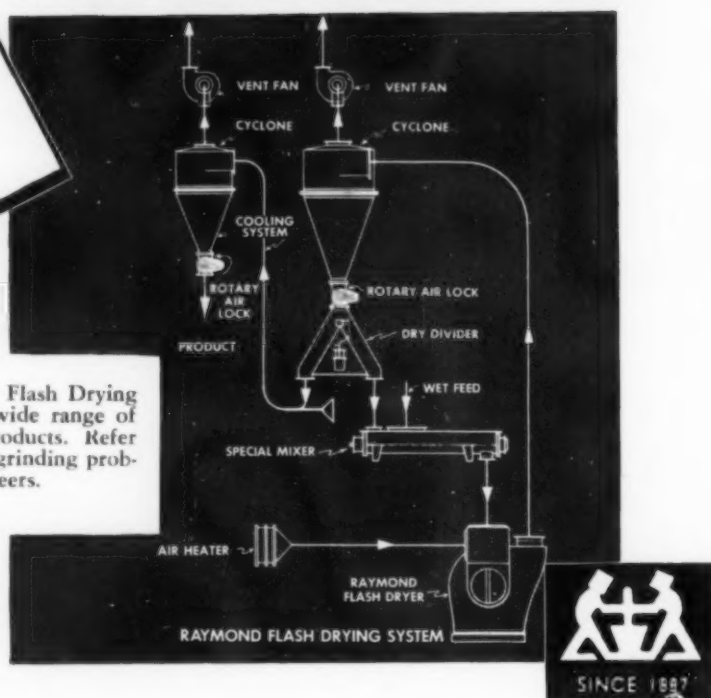 VENT FAN
VENT FAN
CYCLONE
CYCLONE
COOLING
SYSTEM
ROTARY
AIR
LOCK
ROTARY AIR LOCK
DRY DIVIDER
PRODUCT
WET FEED
Flash Drying
wide range of
oducts. Refer
grinding prob-
eers.
SPECIAL MIXER
AIR HEATER
RAYMOND
FLASH DRYER
RAYMOND FLASH DRYING SYSTEM
SINCE 1887